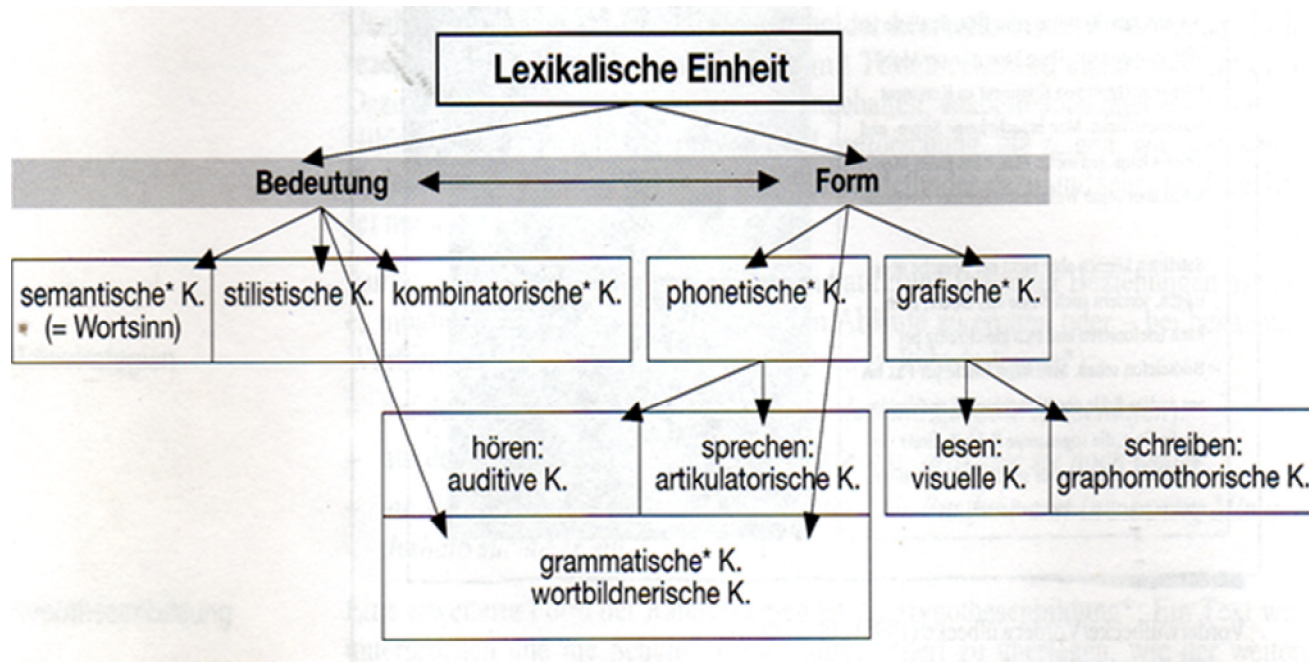 Lexikalische Einheit
Bedeutung
Form
semantische* K.
(= Wortsinn)
stilistische K.
kombinatorische* K.
phonetische* K.
grafische* K.
hören:
auditive K.
sprechen:
artikulatorische K.
lesen:
visuelle K.
schreiben:
graphomothorische K.
grammatische* K.
wortbildnerische K.